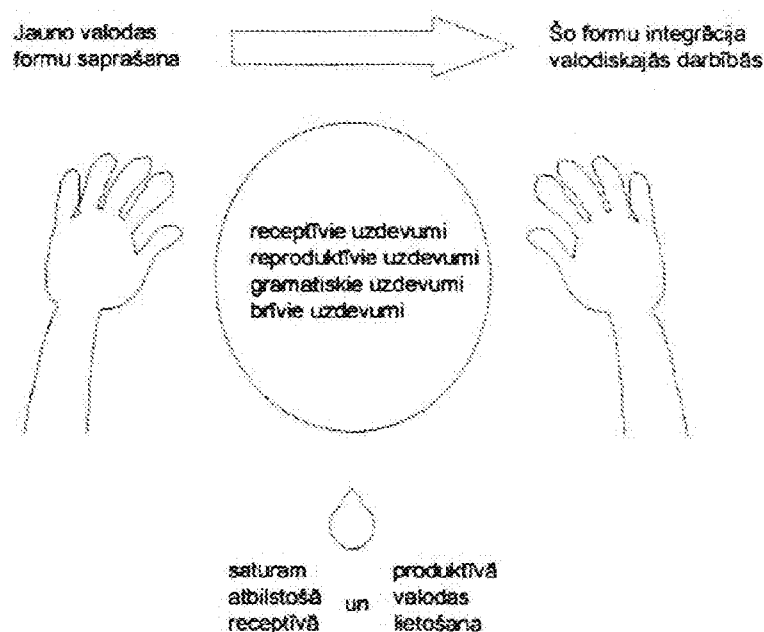 Jauno valodas
formu saprašana
Šo formu integrācija
valodiskajās darbībās
receptīvie uzdevumi
reproduktīvie uzdevumi
gramatiskie uzdevumi
brīvie uzdevumi
saturam
atbilstošā
receptīvā
un
produktīvā
valodas
lietošana